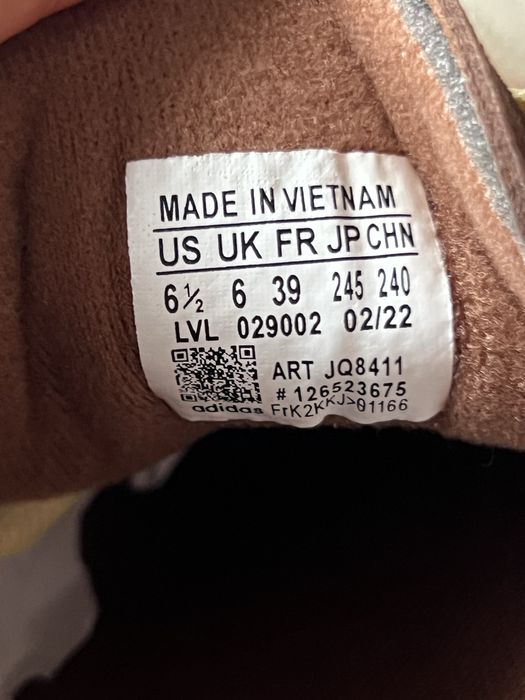 MADE IN VIETNAM
US UK FR JP CHN
6½ 6 39 245 240
LVL 029002 02/22
ART JQ8411
# 126523675
adidas FrK2KKJ>01166